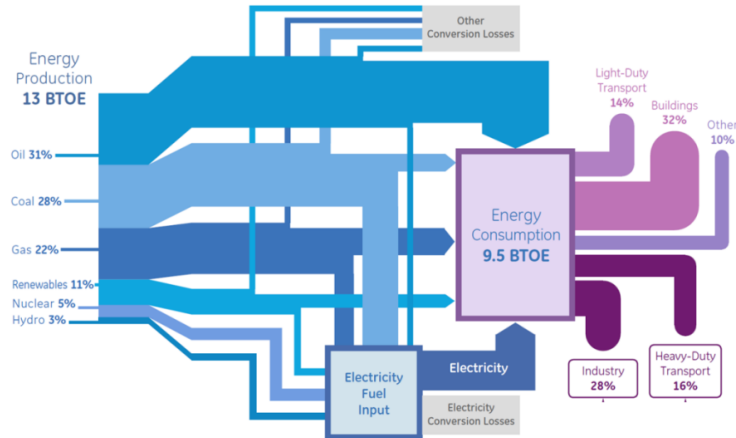 Energy
Production
13 BTOE
Oil 31%
Coal 28%
Gas 22%
Renewables 11%
Nuclear 5%
Hydro 3%
Other
Conversion Losses
Energy
Consumption
9.5 BTOE
Electricity
Fuel
Input
Electricity
Electricity
Conversion Losses
Light-Duty
Transport
14%
Buildings
32%
Other
10%
Industry
28%
Heavy-Duty
Transport
16%